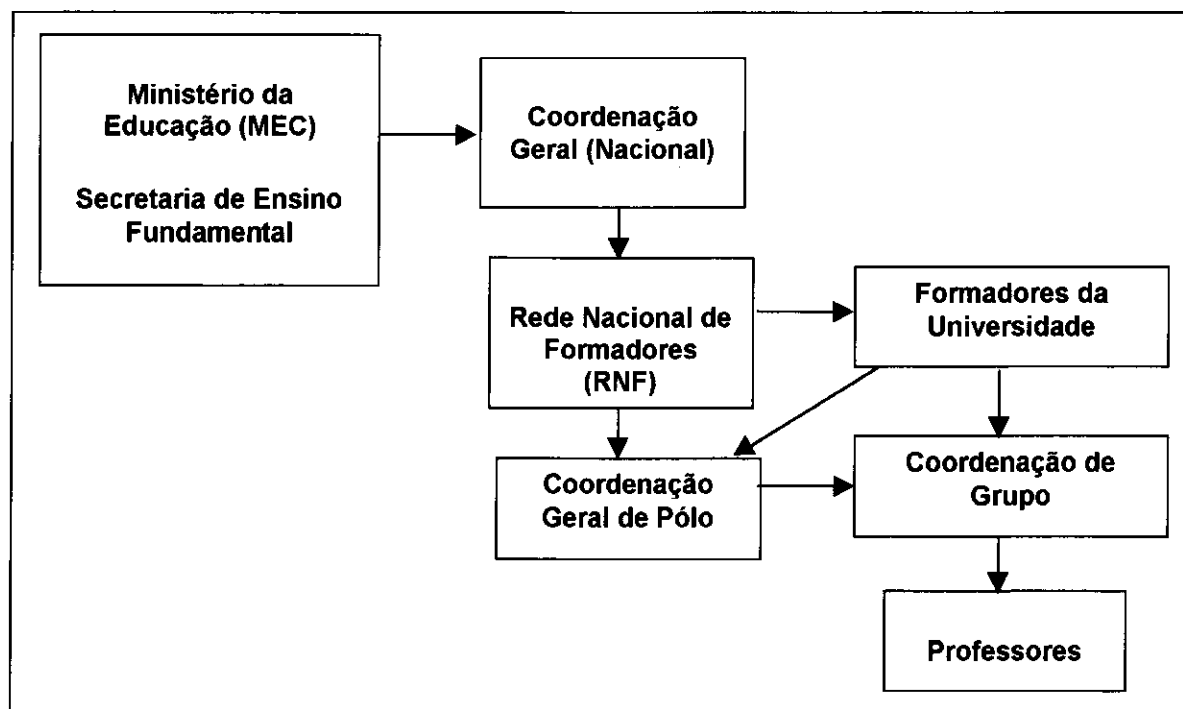 Ministério da
Educação (MEC)
Secretaria de Ensino
Fundamental
Coordenação
Geral (Nacional)
Rede Nacional de
Formadores
(RNF)
Formadores da
Universidade
Coordenação
Geral de Pólo
Coordenação de
Grupo
Professores